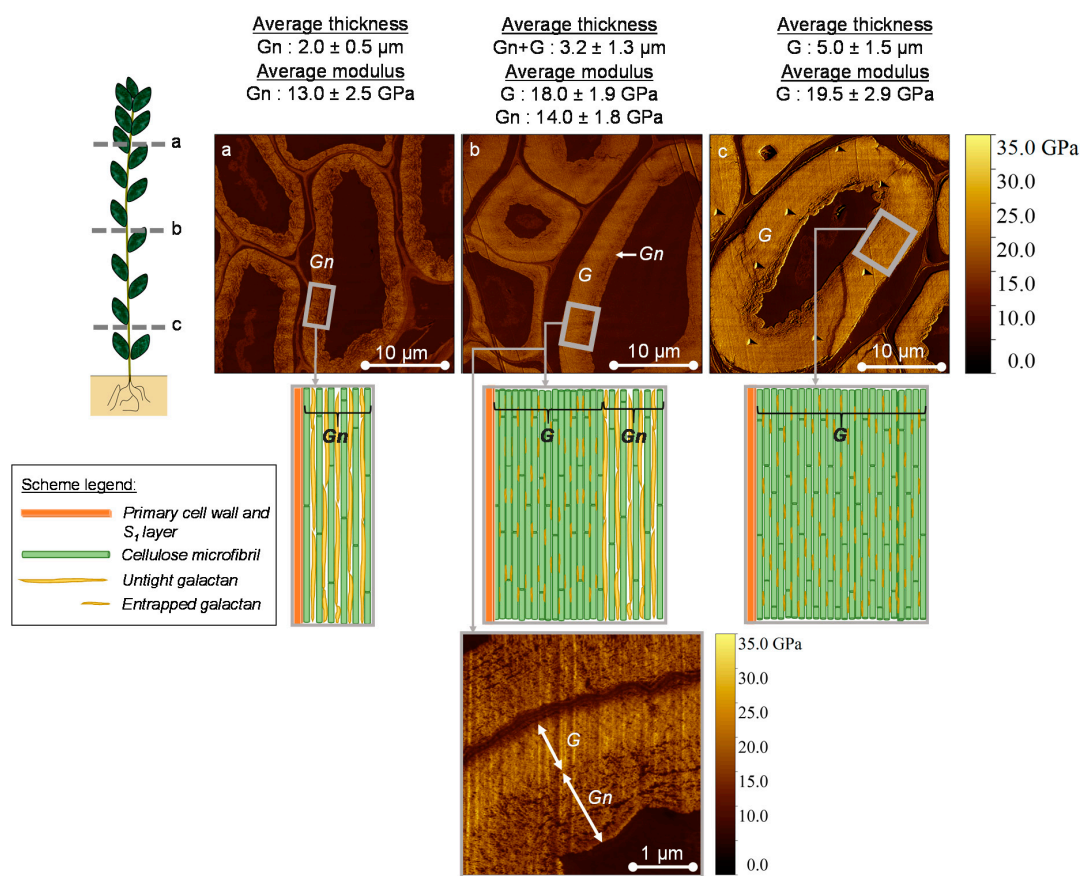 Average thickness
Gn : 2.0 ± 0.5 µm
Average modulus
Gn : 13.0 ± 2.5 GPa
Average thickness
Gn+G : 3.2 ± 1.3 µm
Average modulus
G : 18.0 ± 1.9 GPa
Gn : 14.0 ± 1.8 GPa
Average thickness
G : 5.0 ± 1.5 µm
Average modulus
G : 19.5 ± 2.9 GPa
a
b
c
a
Gn
10 µm
b
G
Gn
10 µm
c
G
10 µm
35.0 GPa
30.0
25.0
20.0
15.0
10.0
0.0
Gn
G
Gn
G
Scheme legend:
Primary cell wall and
S1 layer
Cellulose microfibril
Untight galactan
Entrapped galactan
G
Gn
1 µm
35.0 GPa
30.0
25.0
20.0
15.0
10.0
0.0